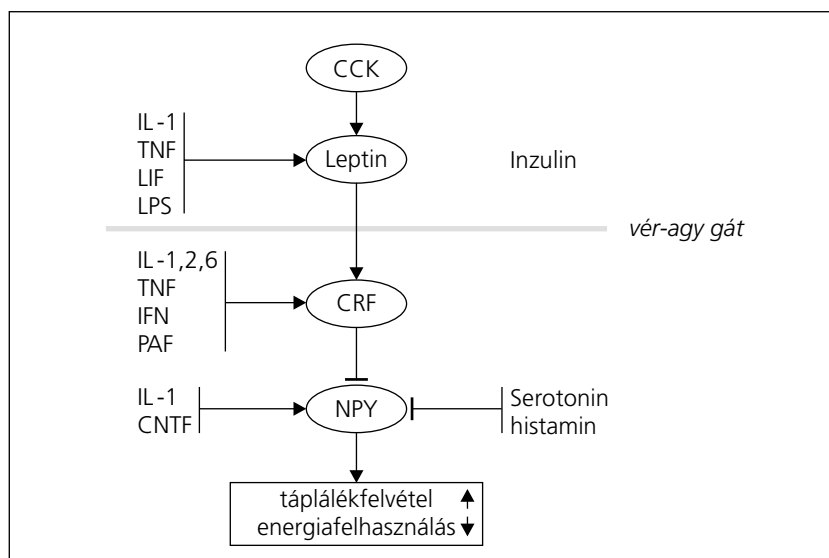 CCK
IL-1
TNF
LIF
LPS
Leptin
Inzulin
vér-agy gát
IL-1,2,6
TNF
IFN
PAF
CRF
IL-1
CNTF
NPY
Serotonin
histamin
táplálékfelvétel
energiafelhasználás